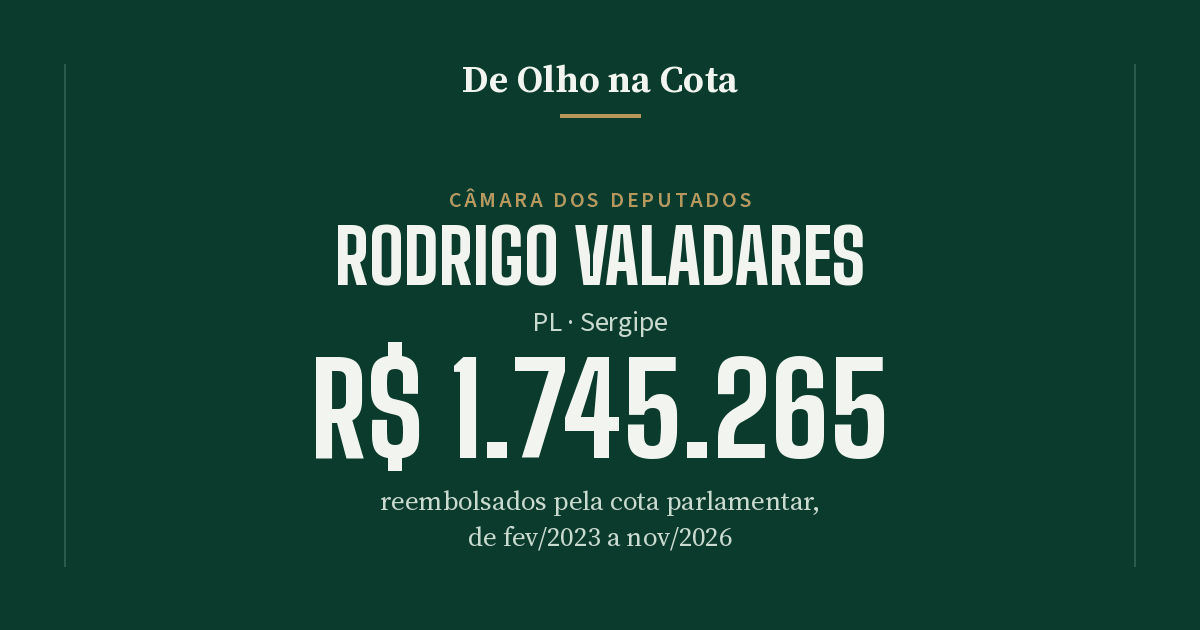 De Olho na Cota
CÂMARA DOS DEPUTADOS
RODRIGO VALADARES
PL · Sergipe
R$ 1.745.265
reembolsados pela cota parlamentar,
de fev/2023 a nov/2026